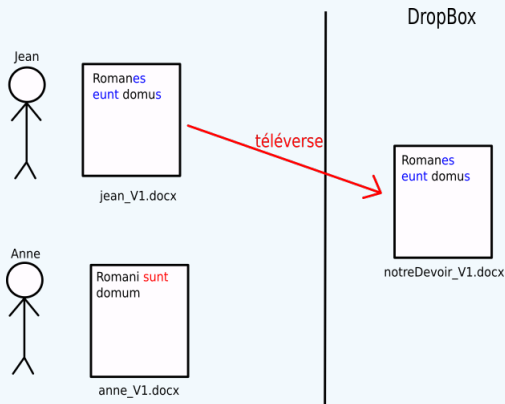 DropBox
Jean
Romanes
eunt domus
jean_V1.docx
téléverse
Romanes
eunt domus
notreDevoir_V1.docx
Anne
Romani sunt
domum
anne_V1.docx